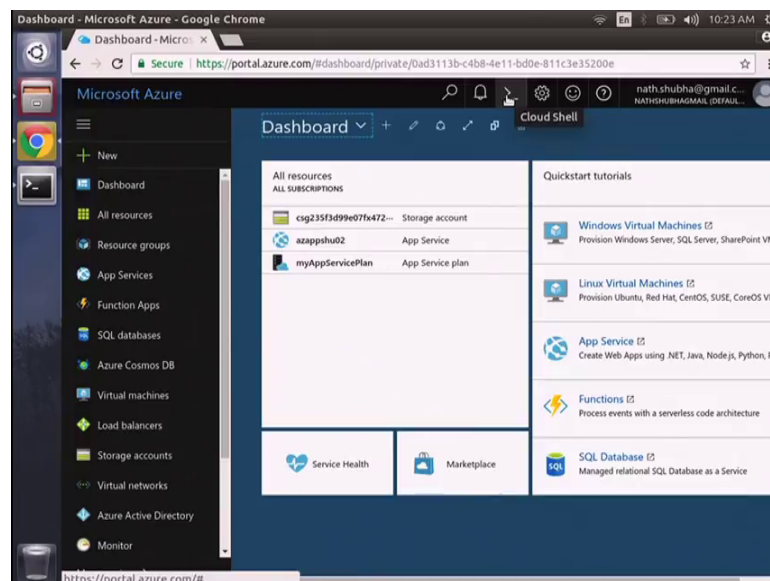 Dashboard - Microsoft Azure - Google Chrome
En
10:23 AM
Dashboard - Micros
Secure
https://portal.azure.com/#dashboard/private/0ad3113b-c4b8-4e11-bd0e-811c3e35200e
Microsoft Azure
nath.shubha@gmail.c...
NATHSHUBHAGMAIL (DEFAUL...
Cloud Shell
Dashboard
New
Dashboard
All resources
Resource groups
App Services
Function Apps
SQL databases
Azure Cosmos DB
Virtual machines
Load balancers
Storage accounts
Virtual networks
Azure Active Directory
Monitor
All resources
ALL SUBSCRIPTIONS
csg235f3d99e07fx472... Storage account
azappshu02 App Service
myAppServicePlan App Service plan
Service Health
Marketplace
Quickstart tutorials
Windows Virtual Machines
Provision Windows Server, SQL Server, SharePoint VM
Linux Virtual Machines
Provision Ubuntu, Red Hat, CentOS, SUSE, CoreOS V
App Service
Create Web Apps using .NET, Java, Node.js, Python,
Functions
Process events with a serverless code architecture
SQL
SQL Database
Managed relational SQL Database as a Service
https://portal.azure.com/#